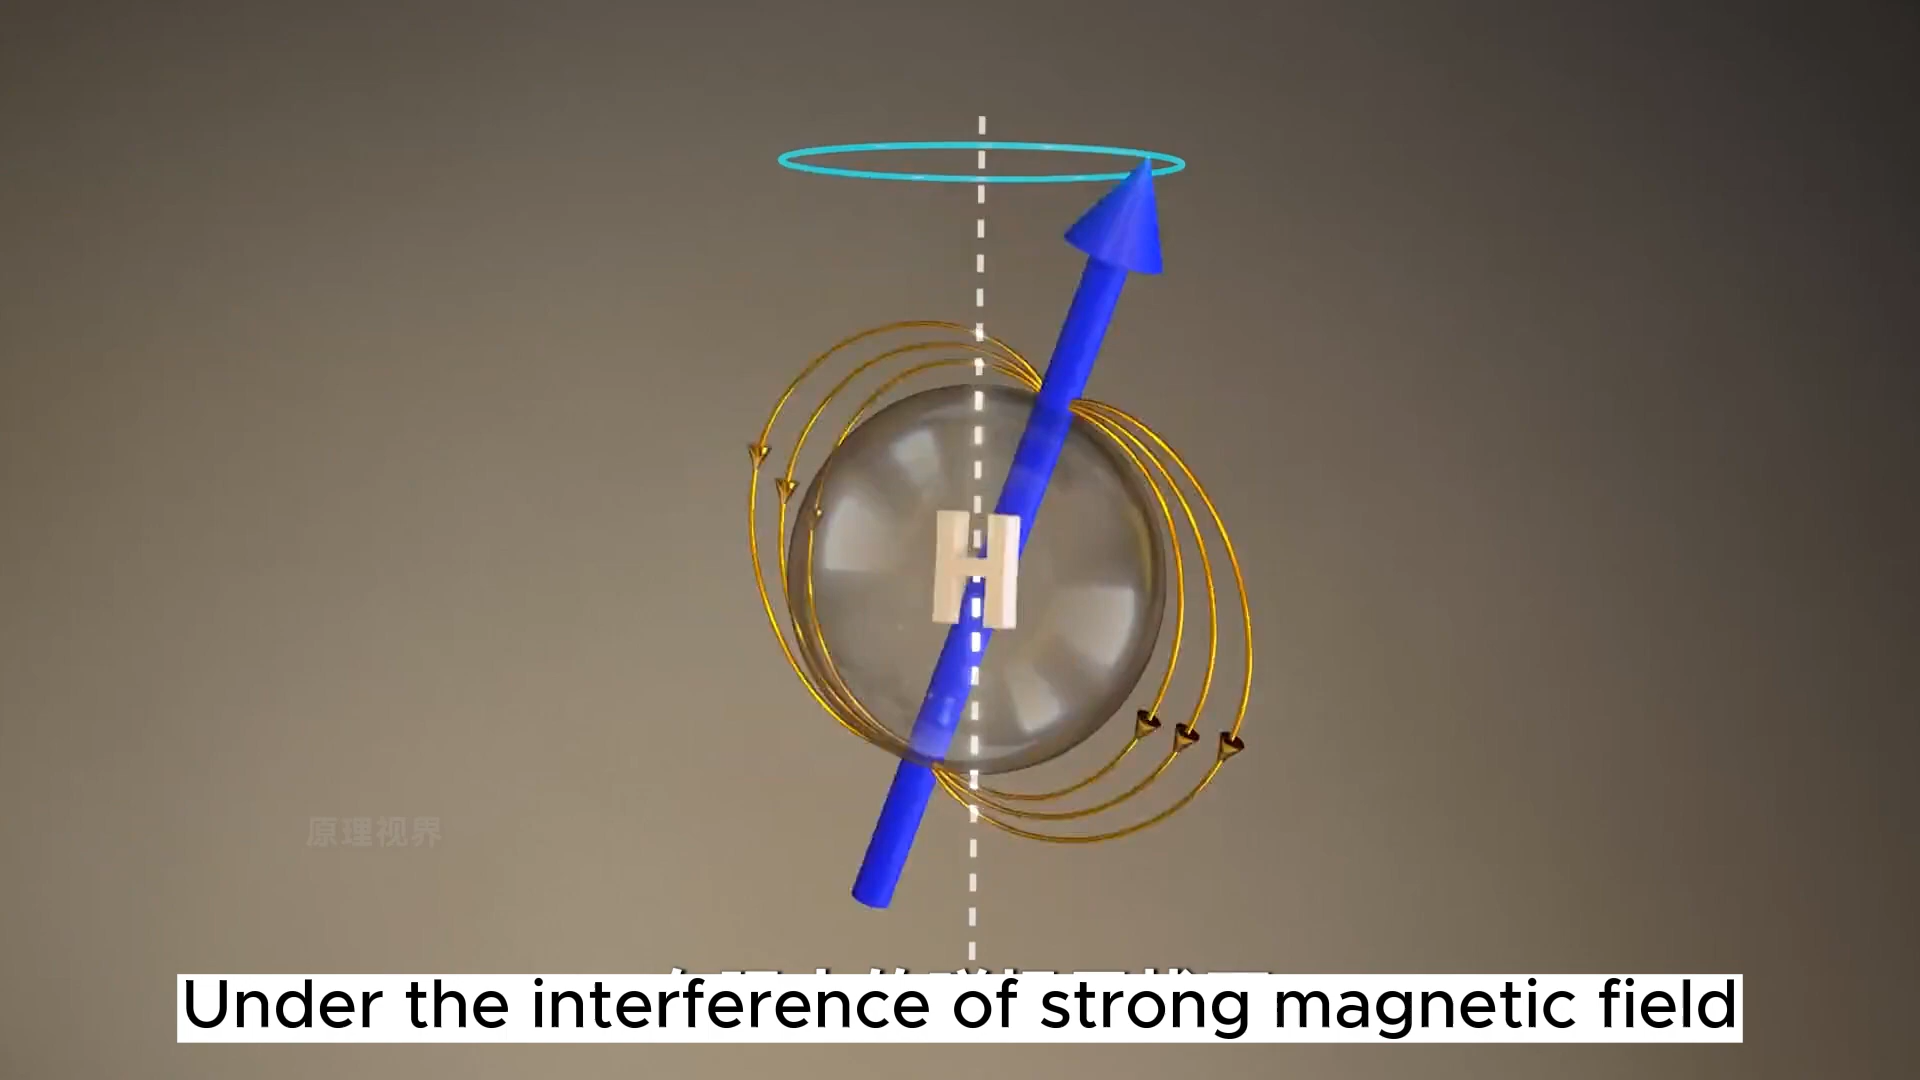 H
原理视界
Under the interference of strong magnetic field